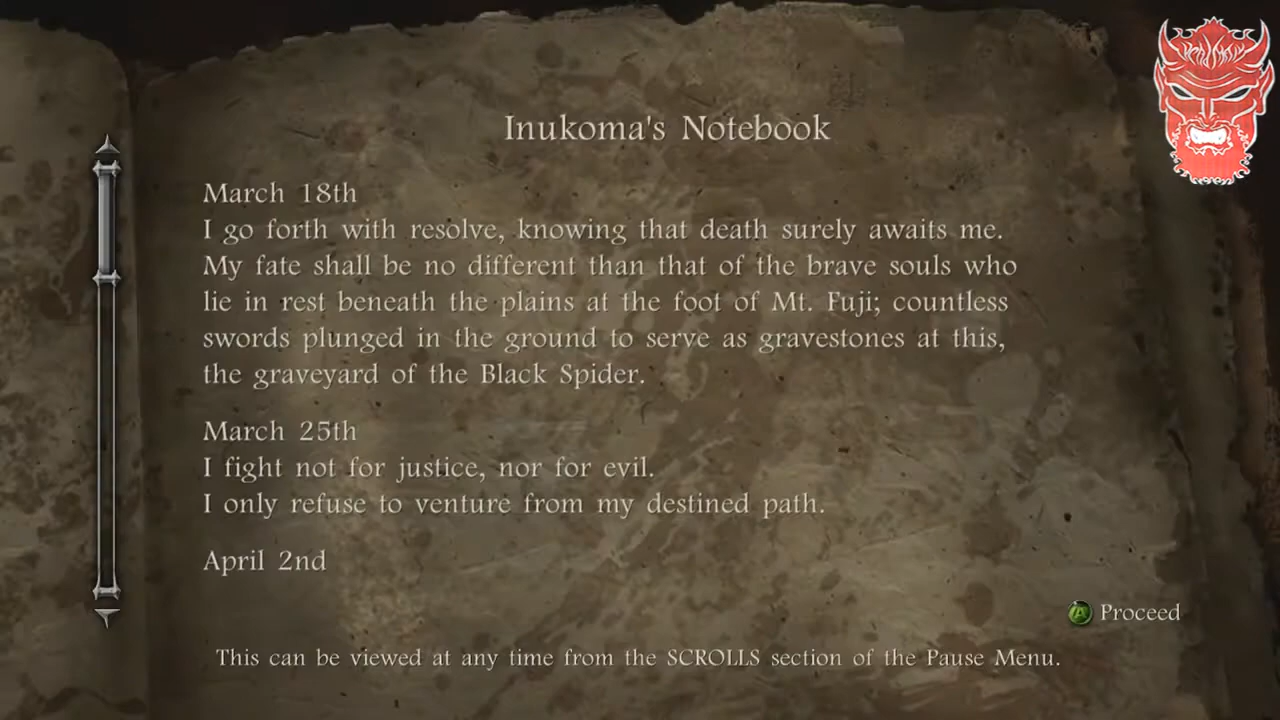 Inukoma's Notebook
March 18th
I go forth with resolve, knowing that death surely awaits me.
My fate shall be no different than that of the brave souls who
lie in rest beneath the plains at the foot of Mt. Fuji; countless
swords plunged in the ground to serve as gravestones at this,
the graveyard of the Black Spider.
March 25th
I fight not for justice, nor for evil.
I only refuse to venture from my destined path.
April 2nd
A Proceed
This can be viewed at any time from the SCROLLS section of the Pause Menu.